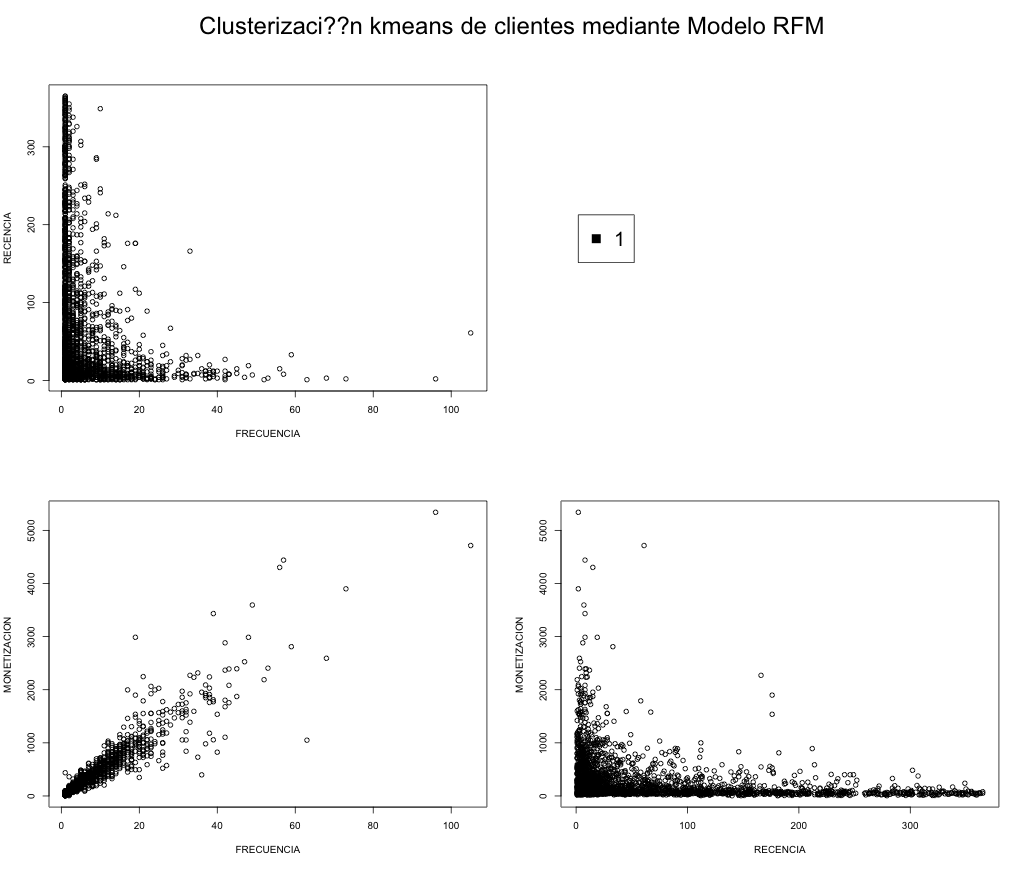 Clusterizaci??n kmeans de clientes mediante Modelo RFM
RECENCIA
300
200
100
0
0 20 40 60 80 100
FRECUENCIA
1
MONETIZACION
5000
4000
3000
2000
1000
0
0 20 40 60 80 100
FRECUENCIA
MONETIZACION
5000
4000
3000
2000
1000
0
0 100 200 300
RECENCIA